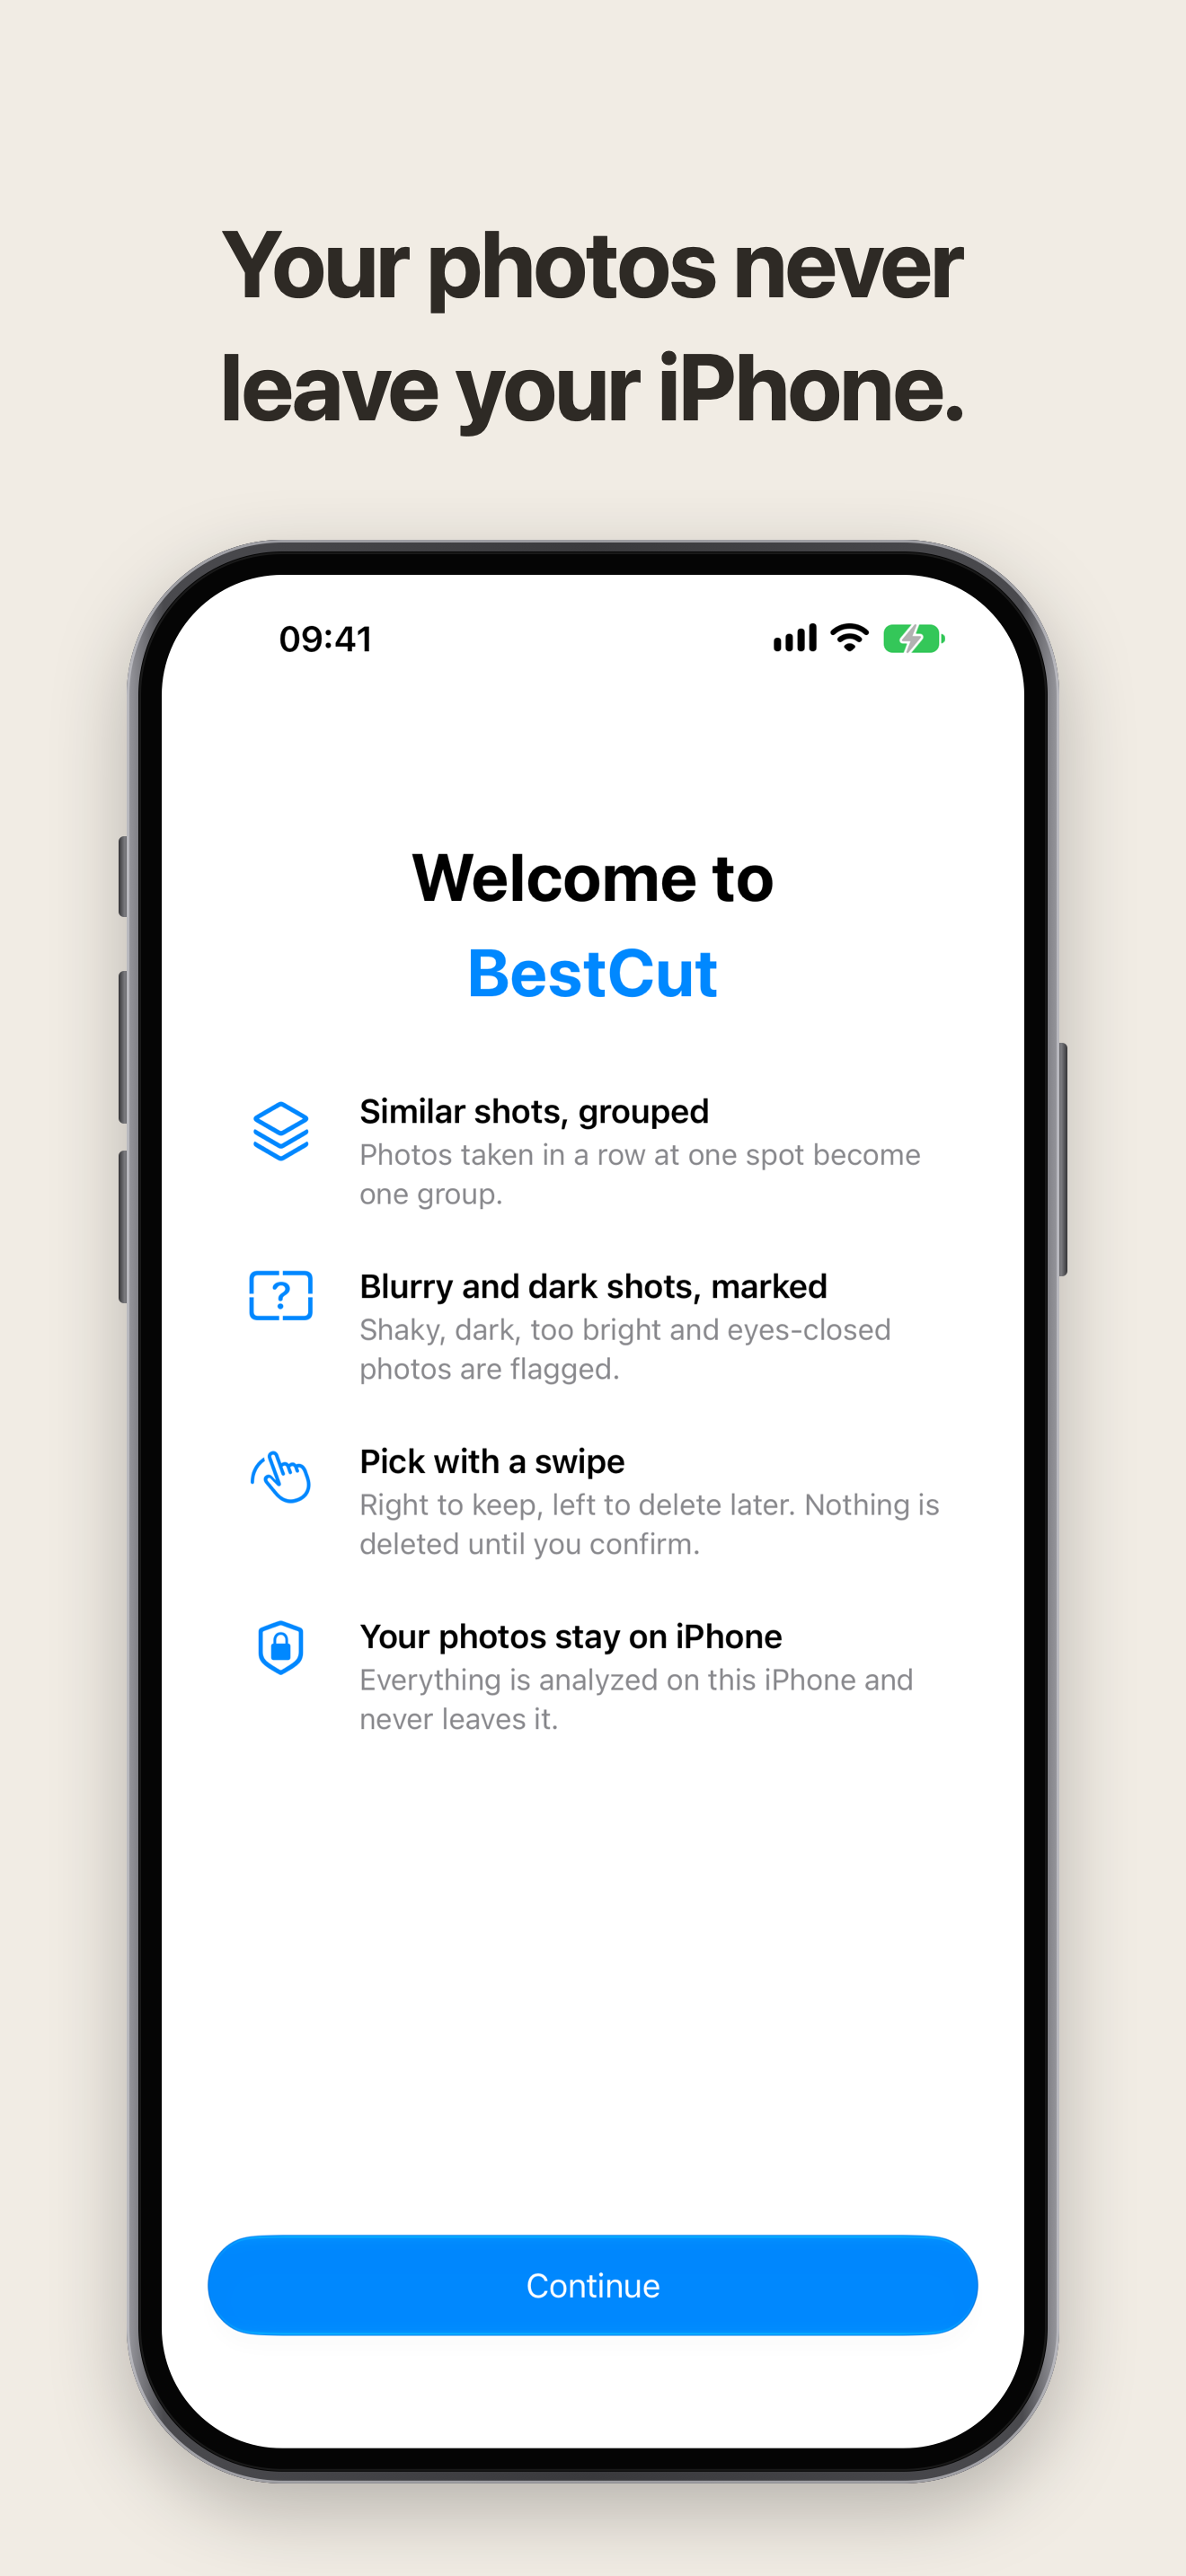 Your photos never
leave your iPhone.
09:41
Welcome to
BestCut
Similar shots, grouped
Photos taken in a row at one spot become
one group.
?
Blurry and dark shots, marked
Shaky, dark, too bright and eyes-closed
photos are flagged.
Pick with a swipe
Right to keep, left to delete later. Nothing is
deleted until you confirm.
Your photos stay on iPhone
Everything is analyzed on this iPhone and
never leaves it.
Continue